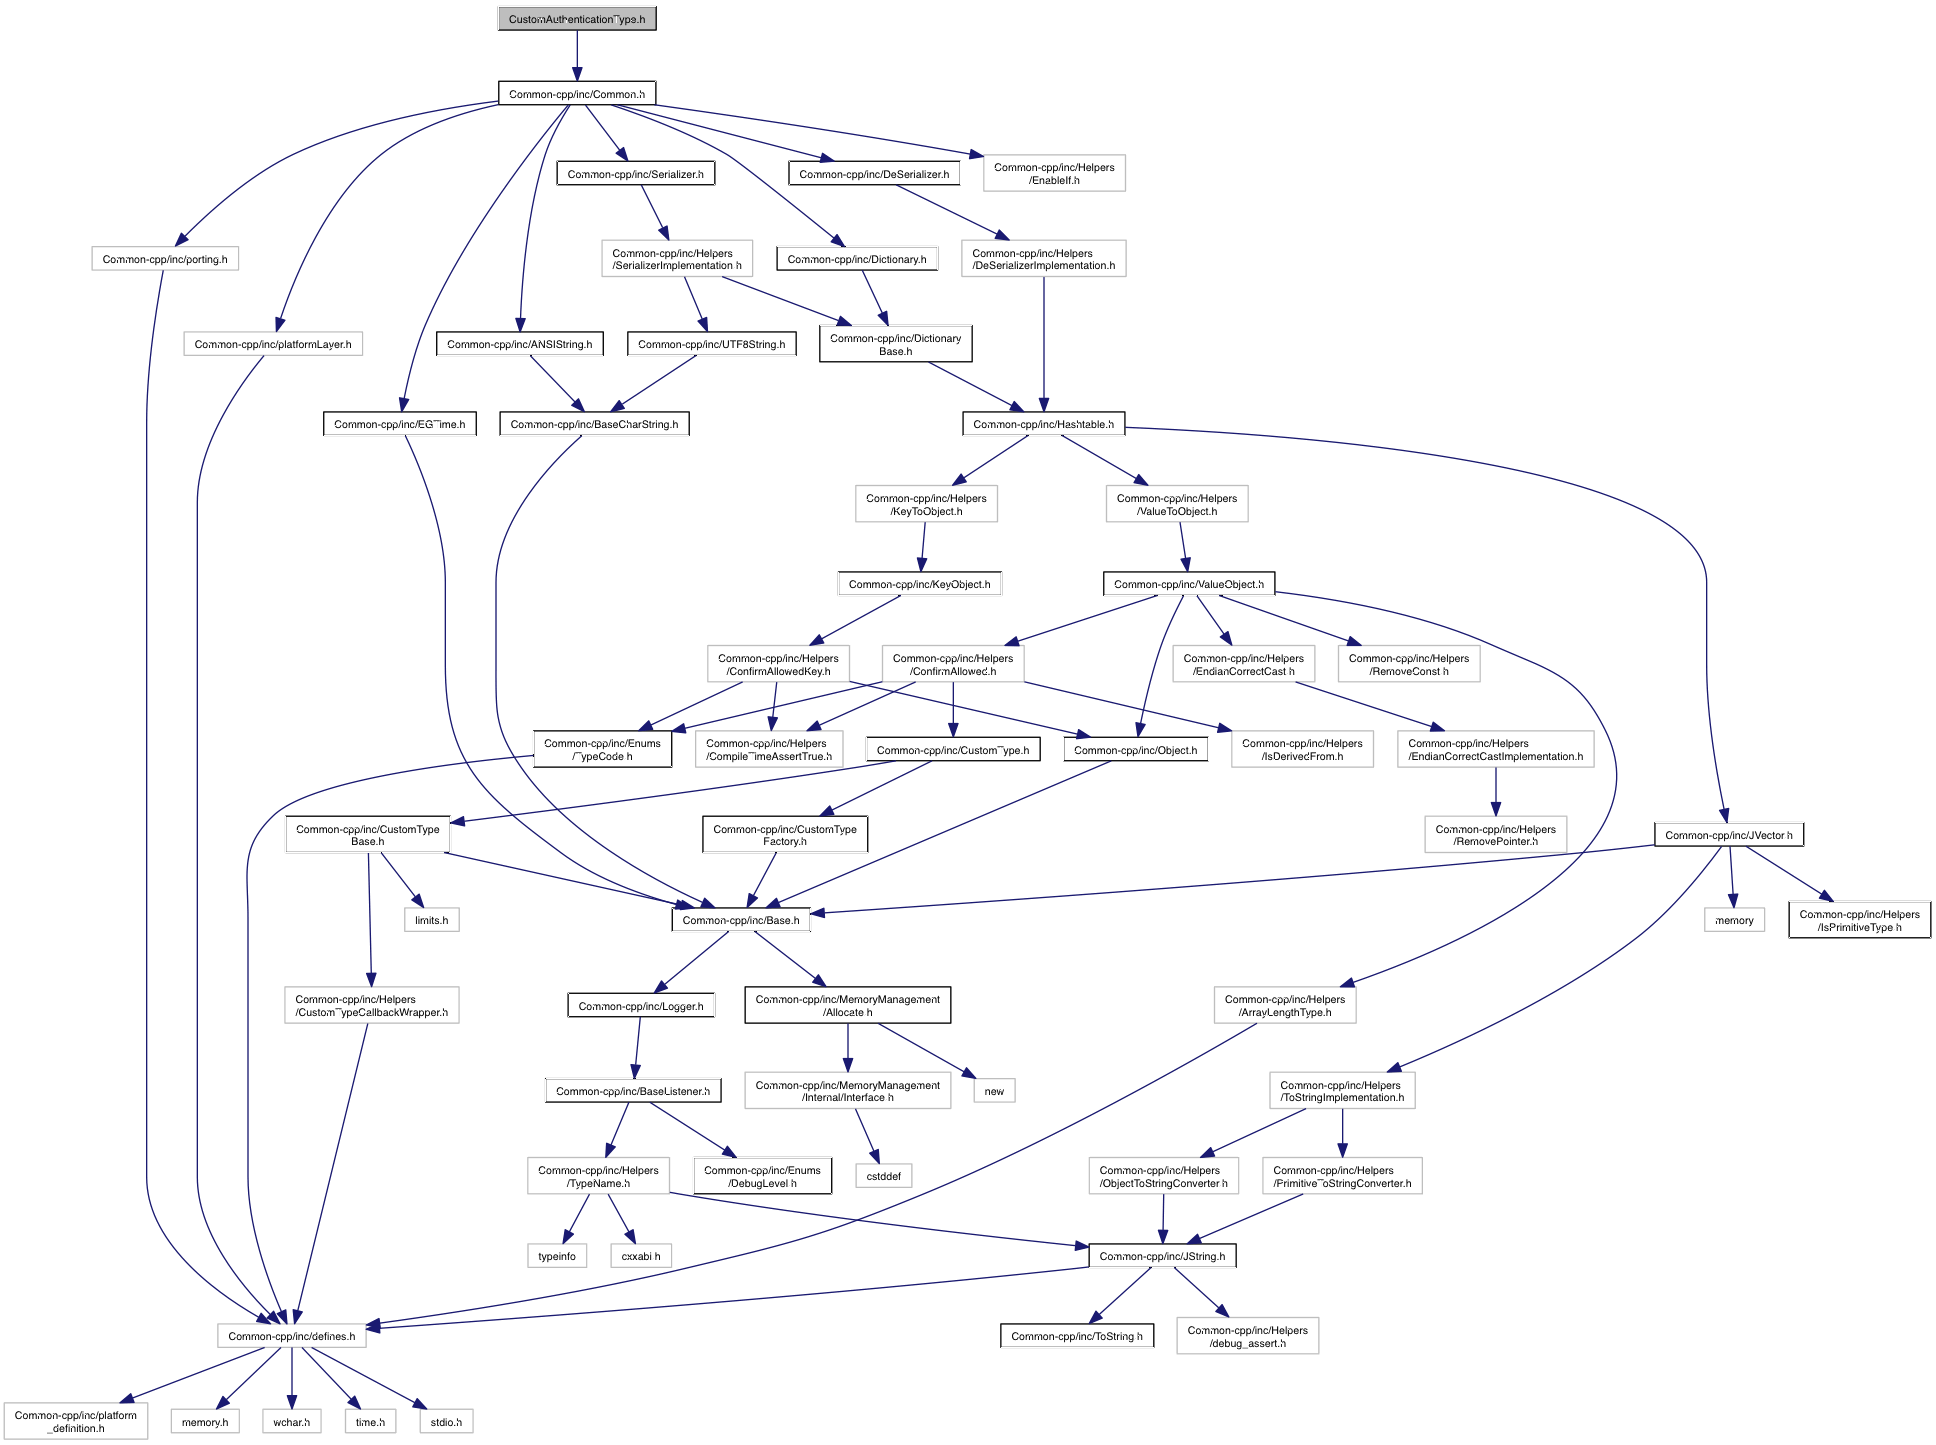 CustomAuthenticationType.h
Common-cpp/inc/Common.h
Common-cpp/inc/Serializer.h
Common-cpp/inc/DeSerializer.h
Common-cpp/inc/Helpers
/EnableIf.h
Common-cpp/inc/porting.h
Common-cpp/inc/Helpers
/SerializerImplementation.h
Common-cpp/inc/Dictionary.h
Common-cpp/inc/Helpers
/DeSerializerImplementation.h
Common-cpp/inc/platformLayer.h
Common-cpp/inc/ANSIString.h
Common-cpp/inc/UTF8String.h
Common-cpp/inc/Dictionary
Base.h
Common-cpp/inc/EGTime.h
Common-cpp/inc/BaseCharString.h
Common-cpp/inc/Hashtable.h
Common-cpp/inc/Helpers
/KeyToObject.h
Common-cpp/inc/Helpers
/ValueToObject.h
Common-cpp/inc/KeyObject.h
Common-cpp/inc/ValueObject.h
Common-cpp/inc/Helpers
/ConfirmAllowedKey.h
Common-cpp/inc/Helpers
/ConfirmAllowed.h
Common-cpp/inc/Helpers
/EndianCorrectCast.h
Common-cpp/inc/Helpers
/RemoveConst.h
Common-cpp/inc/Enums
/TypeCode.h
Common-cpp/inc/Helpers
/CompileTimeAssertTrue.h
Common-cpp/inc/CustomType.h
Common-cpp/inc/Object.h
Common-cpp/inc/Helpers
/IsDerivedFrom.h
Common-cpp/inc/Helpers
/EndianCorrectCastImplementation.h
Common-cpp/inc/CustomType
Base.h
Common-cpp/inc/CustomType
Factory.h
Common-cpp/inc/Helpers
/RemovePointer.h
Common-cpp/inc/JVector.h
limits.h
Common-cpp/inc/Base.h
memory
Common-cpp/inc/Helpers
/IsPrimitiveType.h
Common-cpp/inc/Helpers
/CustomTypeCallbackWrapper.h
Common-cpp/inc/Logger.h
Common-cpp/inc/MemoryManagement
/Allocate.h
Common-cpp/inc/Helpers
/ArrayLengthType.h
Common-cpp/inc/BaseListener.h
Common-cpp/inc/MemoryManagement
/Internal/Interface.h
new
Common-cpp/inc/Helpers
/ToStringImplementation.h
Common-cpp/inc/Helpers
/TypeName.h
Common-cpp/inc/Enums
/DebugLevel.h
cstddef
Common-cpp/inc/Helpers
/ObjectToStringConverter.h
Common-cpp/inc/Helpers
/PrimitiveToStringConverter.h
typeinfo
cxxabi.h
Common-cpp/inc/JString.h
Common-cpp/inc/defines.h
Common-cpp/inc/ToString.h
Common-cpp/inc/Helpers
/debug_assert.h
Common-cpp/inc/platform
_definition.h
memory.h
wchar.h
time.h
stdio.h